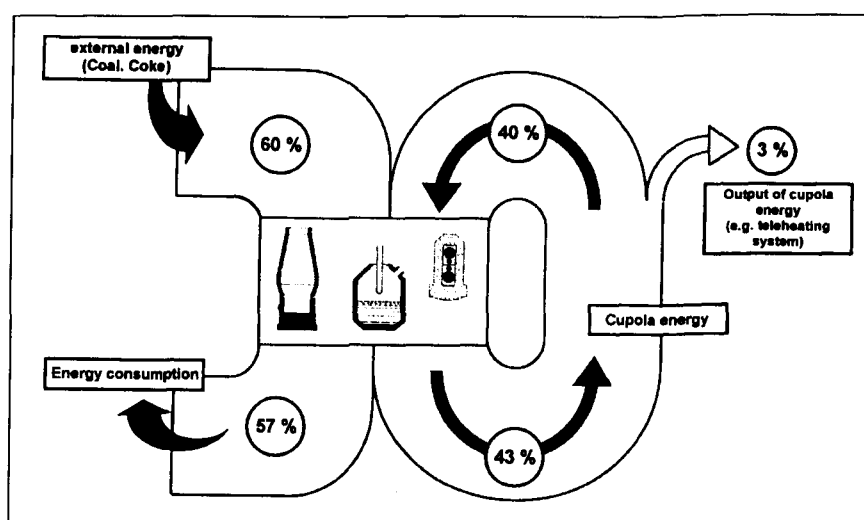 external energy
(Coal. Coke)
60 %
40 %
3 %
Output of cupola
energy
(e.g. teleheating
system)
Cupola energy
Energy consumption
57 %
43 %